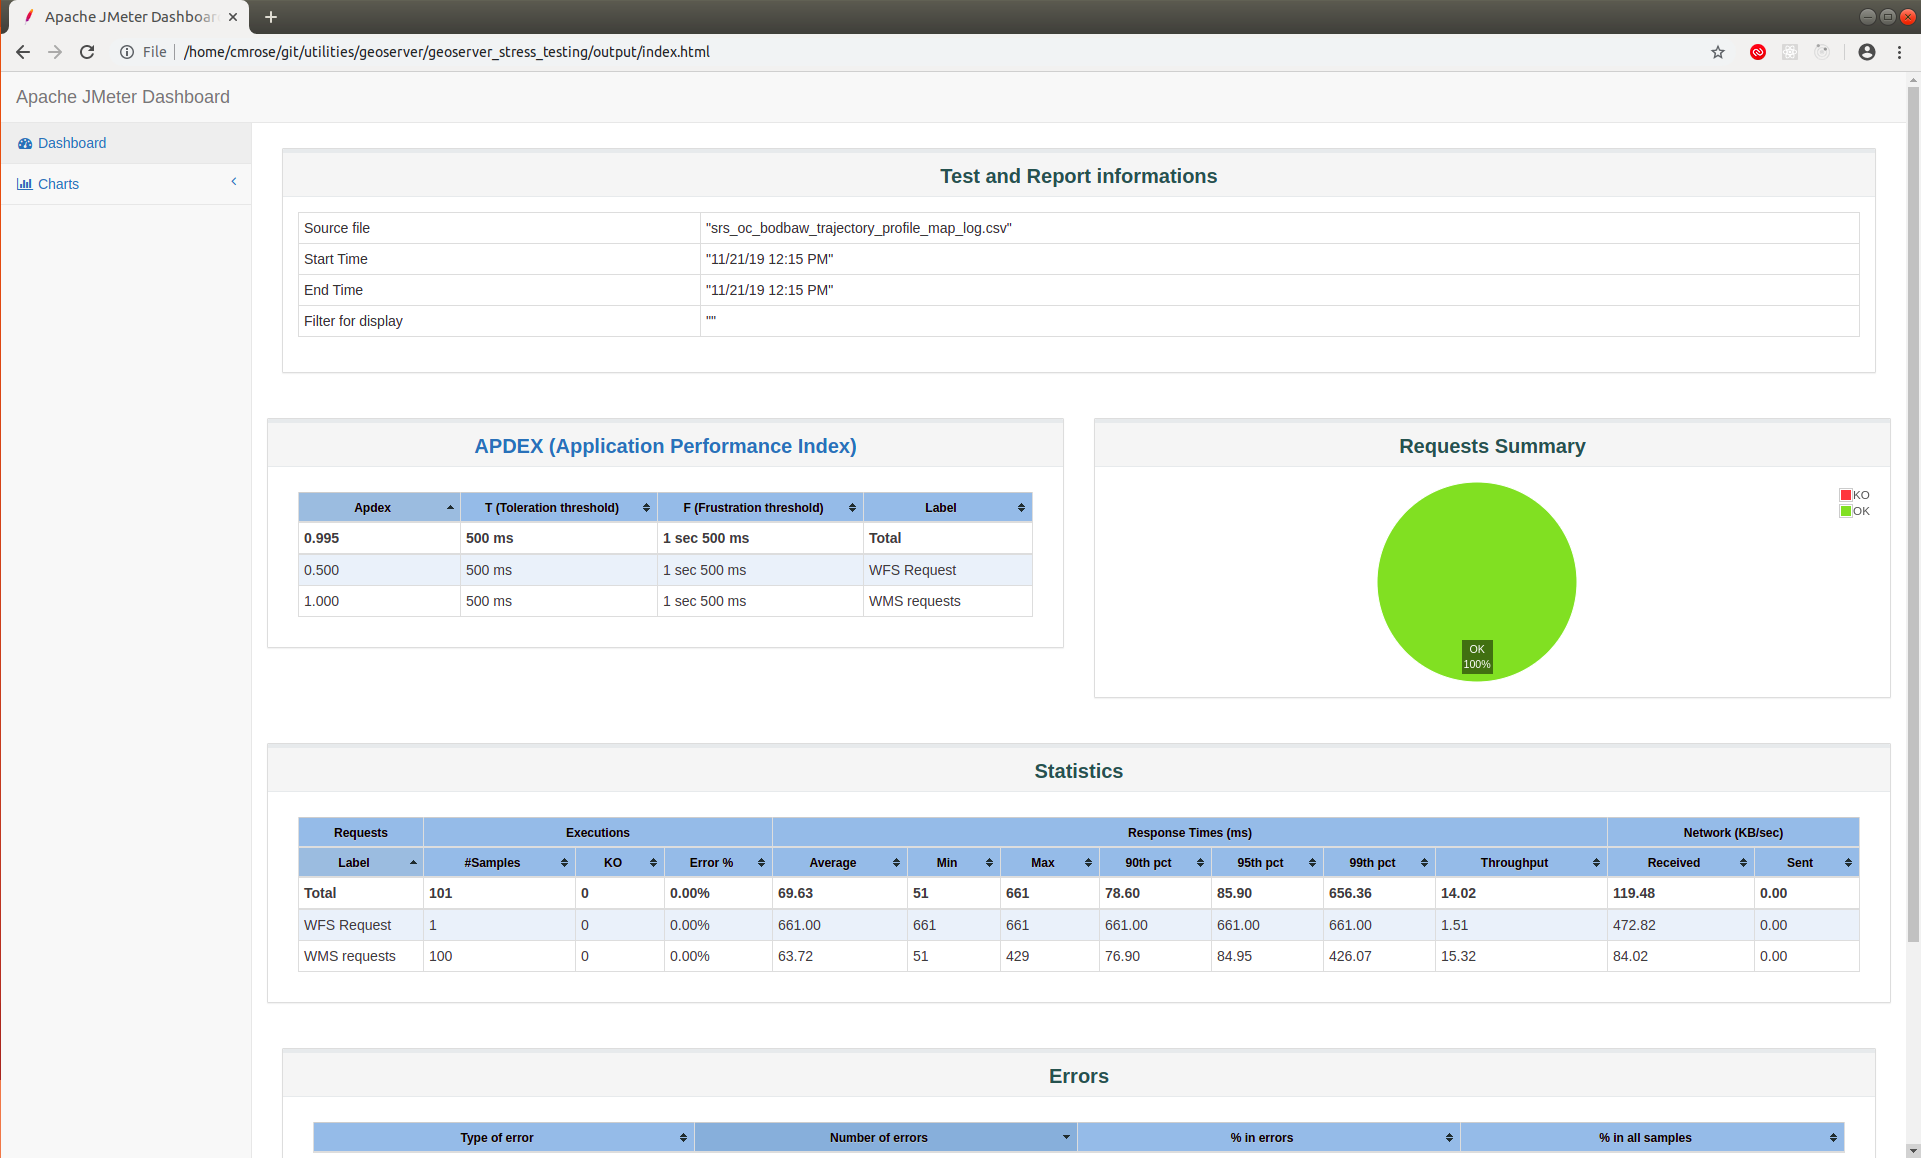 Apache JMeter Dashboar
File /home/cmrose/git/utilities/geoserver/geoserver_stress_testing/output/index.html
Apache JMeter Dashboard
Dashboard
Charts
Test and Report informations
Source file "srs_oc_bodbaw_trajectory_profile_map_log.csv"
Start Time "11/21/19 12:15 PM"
End Time "11/21/19 12:15 PM"
Filter for display ""
APDEX (Application Performance Index)
Apdex T (Toleration threshold) F (Frustration threshold) Label
0.995 500 ms 1 sec 500 ms Total
0.500 500 ms 1 sec 500 ms WFS Request
1.000 500 ms 1 sec 500 ms WMS requests
Requests Summary
KO
OK
OK
100%
Statistics
Requests Executions Response Times (ms) Network (KB/sec)
Label #Samples KO Error % Average Min Max 90th pct 95th pct 99th pct Throughput Received Sent
Total 101 0 0.00% 69.63 51 661 78.60 85.90 656.36 14.02 119.48 0.00
WFS Request 1 0 0.00% 661.00 661 661 661.00 661.00 661.00 1.51 472.82 0.00
WMS requests 100 0 0.00% 63.72 51 429 76.90 84.95 426.07 15.32 84.02 0.00
Errors
Type of error Number of errors % in errors % in all samples